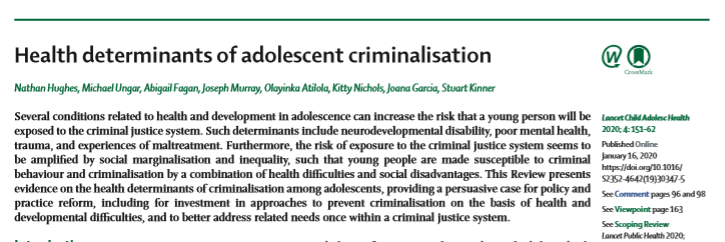 Health determinants of adolescent criminalisation
CrossMark
Nathan Hughes, Michael Ungar, Abigail Fagan, Joseph Murray, Olayinka Atilola, Kitty Nichols, Joana Garcia, Stuart Kinner
Several conditions related to health and development in adolescence can increase the risk that a young person will be
exposed to the criminal justice system. Such determinants include neurodevelopmental disability, poor mental health,
trauma, and experiences of maltreatment. Furthermore, the risk of exposure to the criminal justice system seems to
be amplified by social marginalisation and inequality, such that young people are made susceptible to criminal
behaviour and criminalisation by a combination of health difficulties and social disadvantages. This Review presents
evidence on the health determinants of criminalisation among adolescents, providing a persuasive case for policy and
practice reform, including for investment in approaches to prevent criminalisation on the basis of health and
developmental difficulties, and to better address related needs once within a criminal justice system.
Lancet Child Adolesc Health
2020; 4: 151–62
Published Online
January 16, 2020
https://doi.org/10.1016/
S2352-4642(19)30347-5
See Comment pages 96 and 98
See Viewpoint page 163
See Scoping Review
Lancet Public Health 2020;